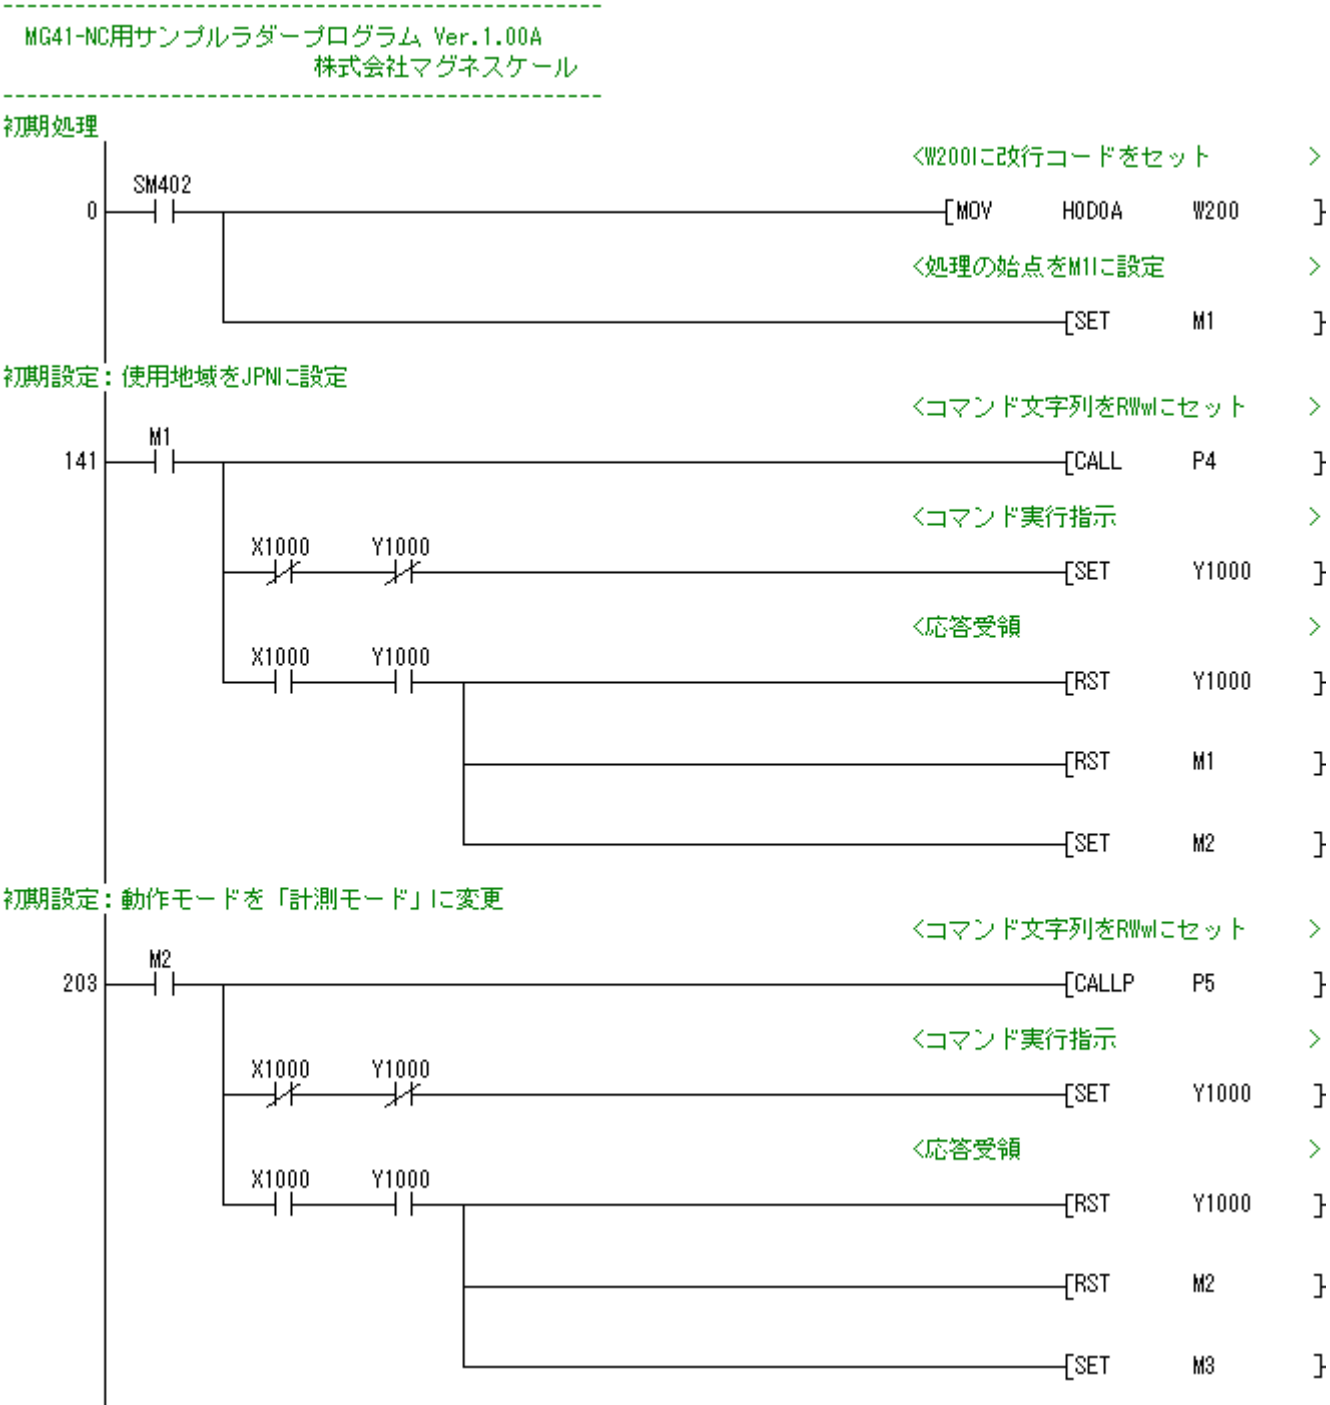 MG41-NC用サンプルラダープログラム Ver.1.00A
株式会社マグネスケール
初期処理
<W200に改行コードをセット >
SM402
0 [MOV H0D0A W200 ]
<処理の始点をM1に設定 >
[SET M1 ]
初期設定：使用地域をJPNに設定
<コマンド文字列をRWwにセット >
M1
141 [CALL P4 ]
<コマンド実行指示 >
X1000 Y1000
[SET Y1000 ]
<応答受領 >
X1000 Y1000
[RST Y1000 ]
[RST M1 ]
[SET M2 ]
初期設定：動作モードを「計測モード」に変更
<コマンド文字列をRWwにセット >
M2
203 [CALLP P5 ]
<コマンド実行指示 >
X1000 Y1000
[SET Y1000 ]
<応答受領 >
X1000 Y1000
[RST Y1000 ]
[RST M2 ]
[SET M3 ]